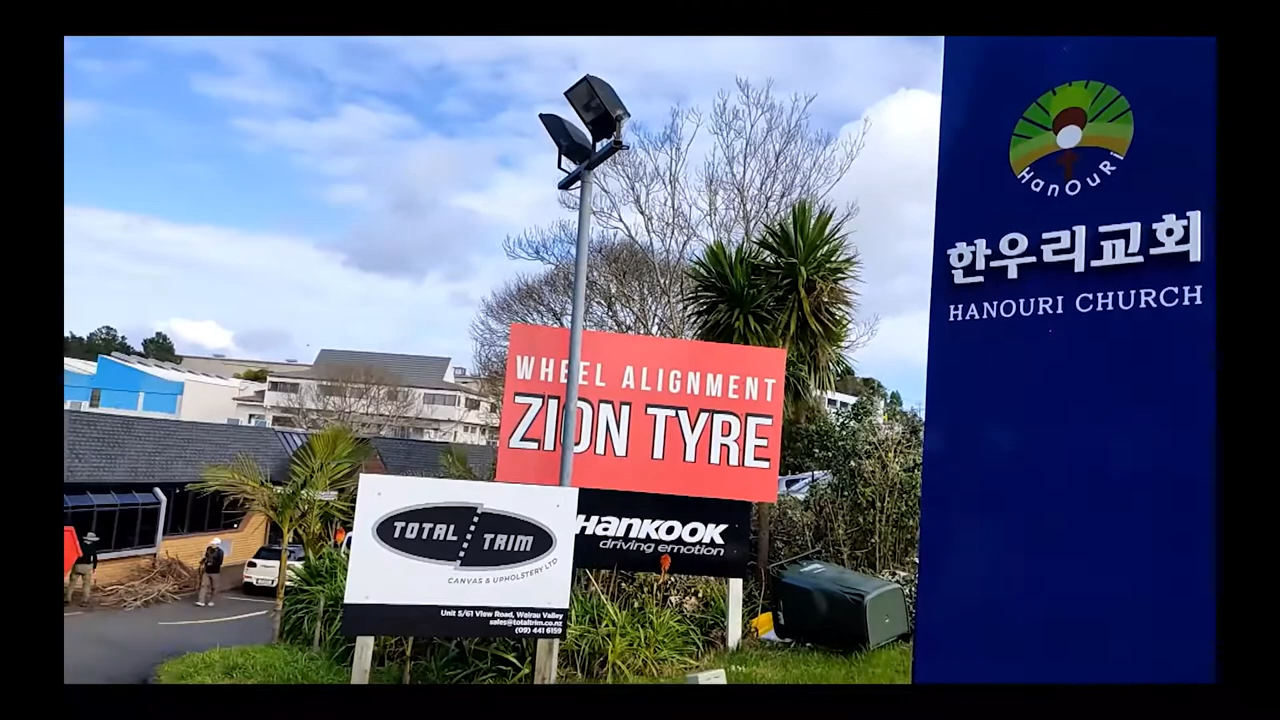 HanOuRi
한우리교회
HANOURI CHURCH
WHEEL ALIGNMENT
ZION TYRE
HANKOOK
driving emotion
TOTAL TRIM
CANVAS & UPHOLSTERY LTD
Unit 5/61 View Road, Wairau Valley
sales@totaltrim.co.nz
(09) 441 6159